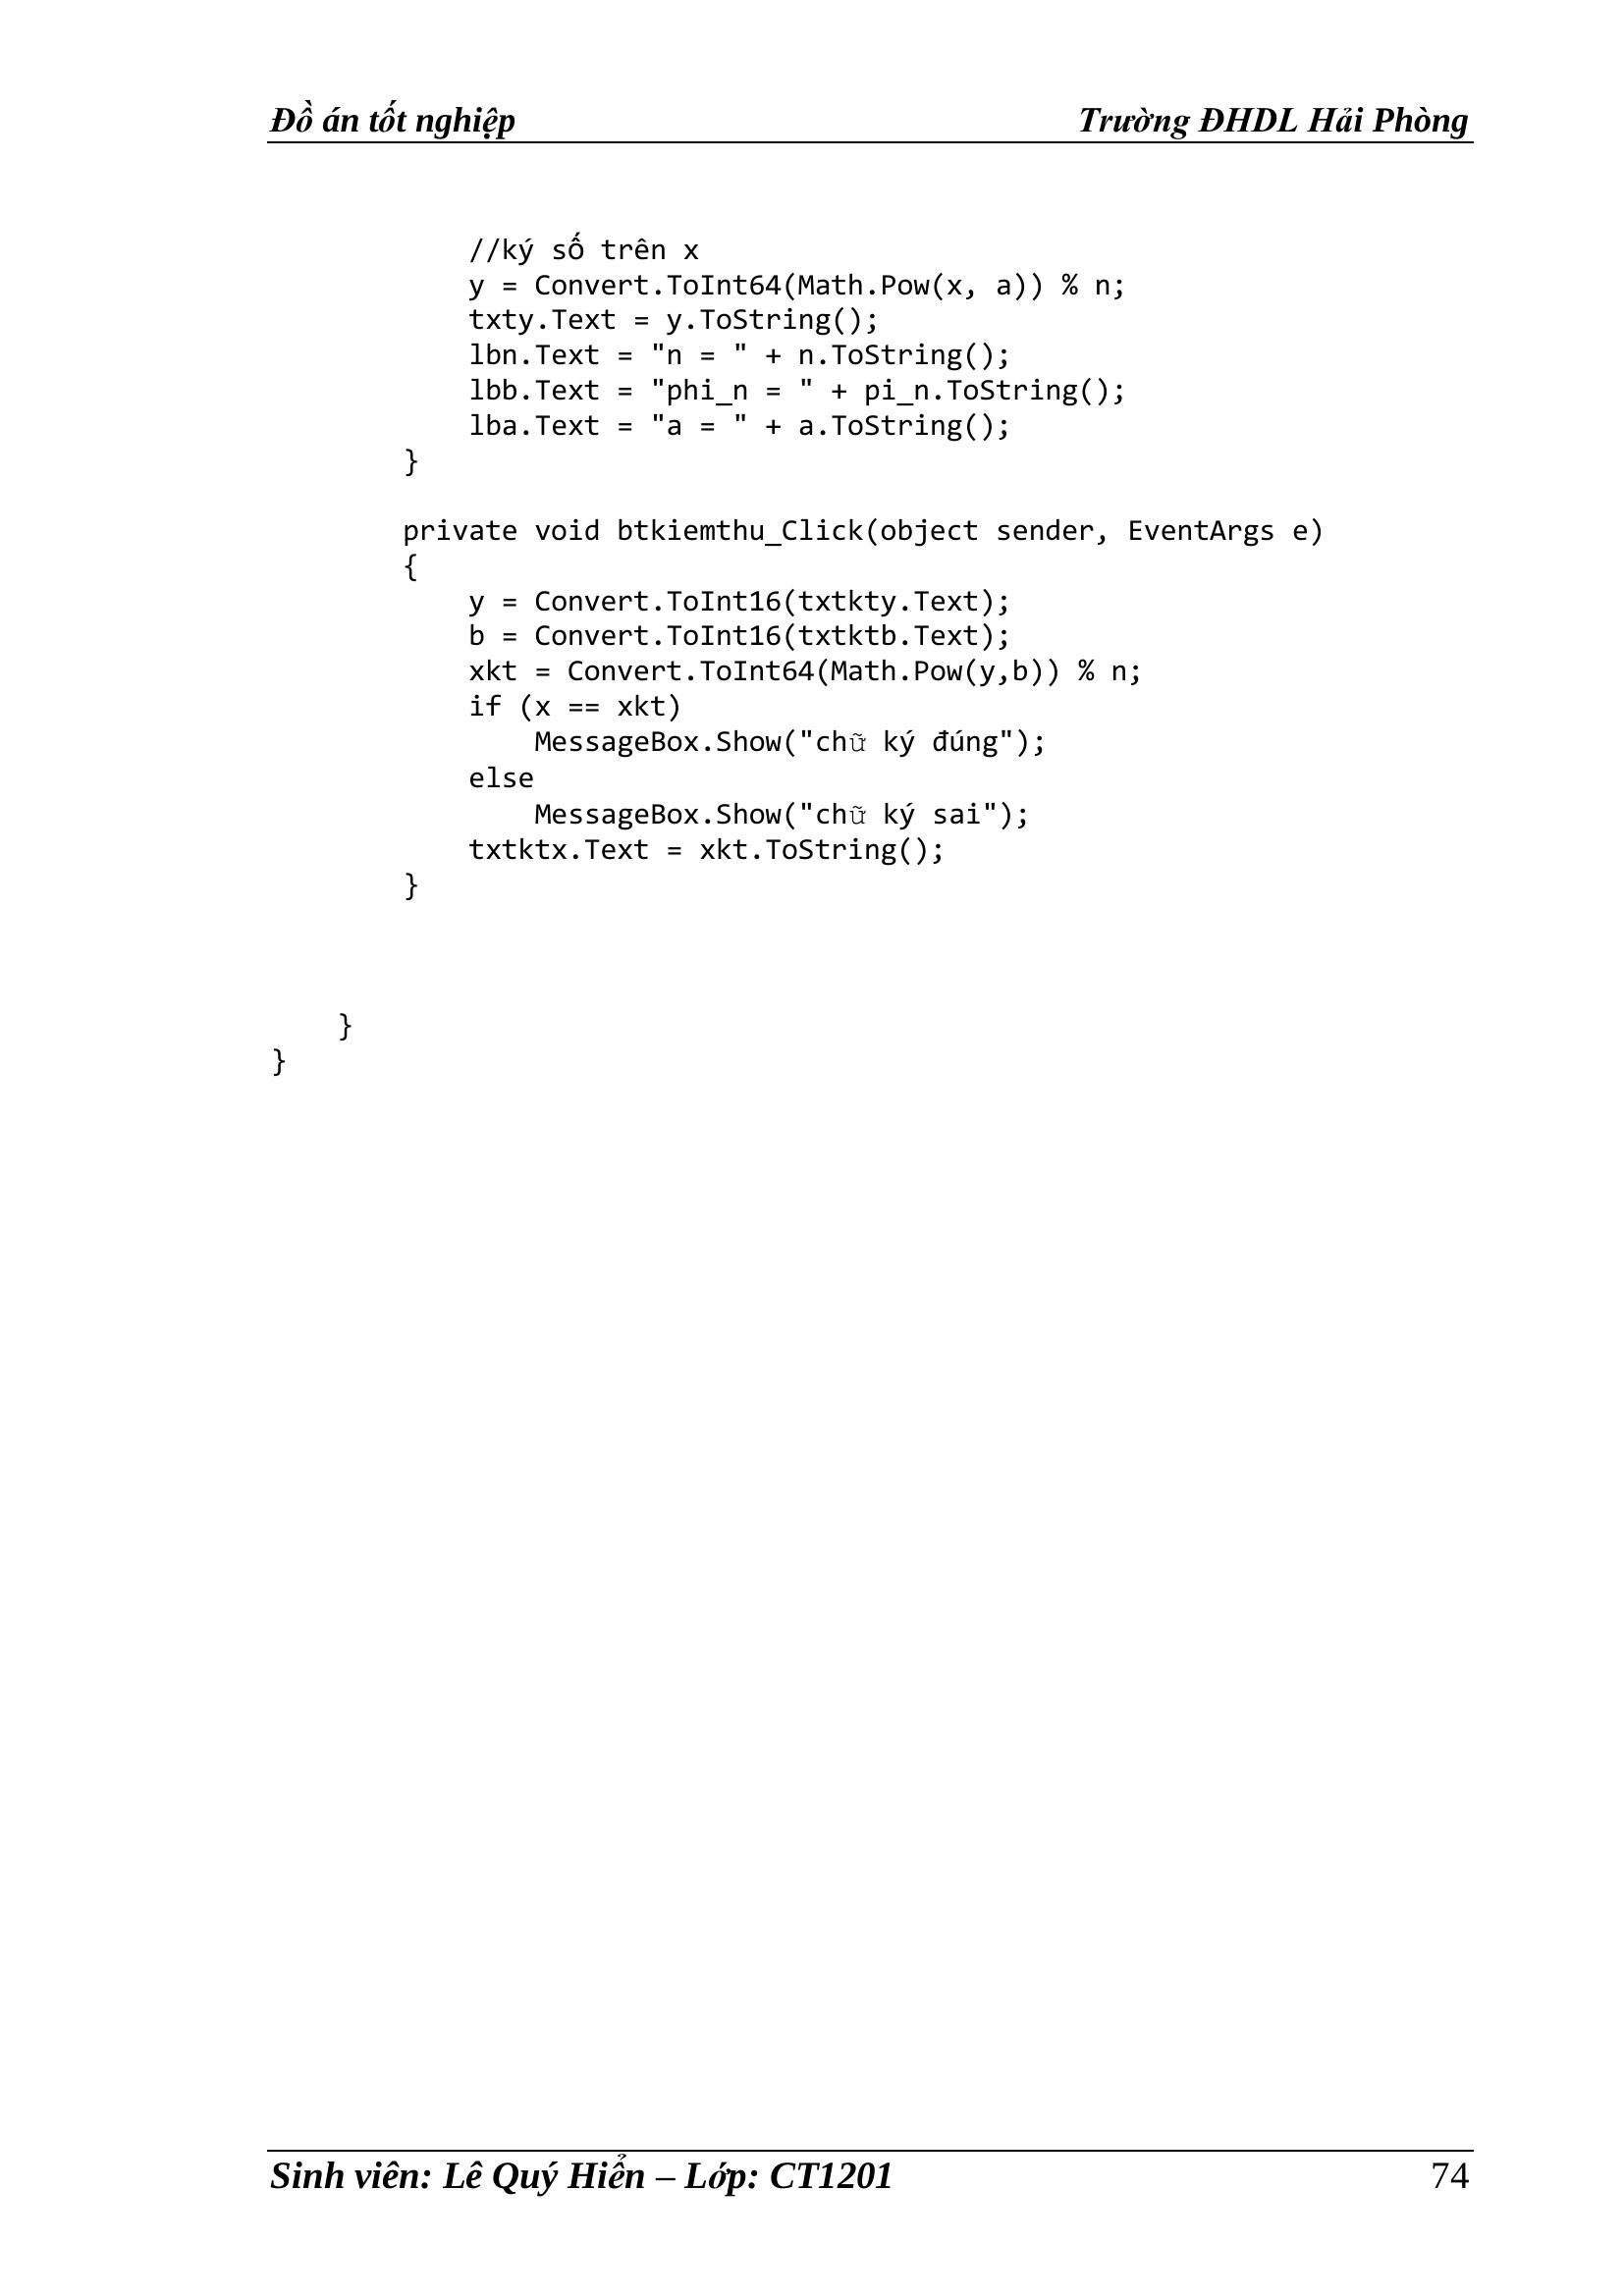 Đồ án tốt nghiệp Trường ĐHDL Hải Phòng
//ký số trên x
y = Convert.ToInt64(Math.Pow(x, a)) % n;
txty.Text = y.ToString();
lbn.Text = "n = " + n.ToString();
lbb.Text = "phi_n = " + pi_n.ToString();
lba.Text = "a = " + a.ToString();
}
private void btkiemthu_Click(object sender, EventArgs e)
{
y = Convert.ToInt16(txtkty.Text);
b = Convert.ToInt16(txtktb.Text);
xkt = Convert.ToInt64(Math.Pow(y,b)) % n;
if (x == xkt)
MessageBox.Show("chữ ký đúng");
else
MessageBox.Show("chữ ký sai");
txtktx.Text = xkt.ToString();
}
}
}
Sinh viên: Lê Quý Hiển – Lớp: CT1201 74